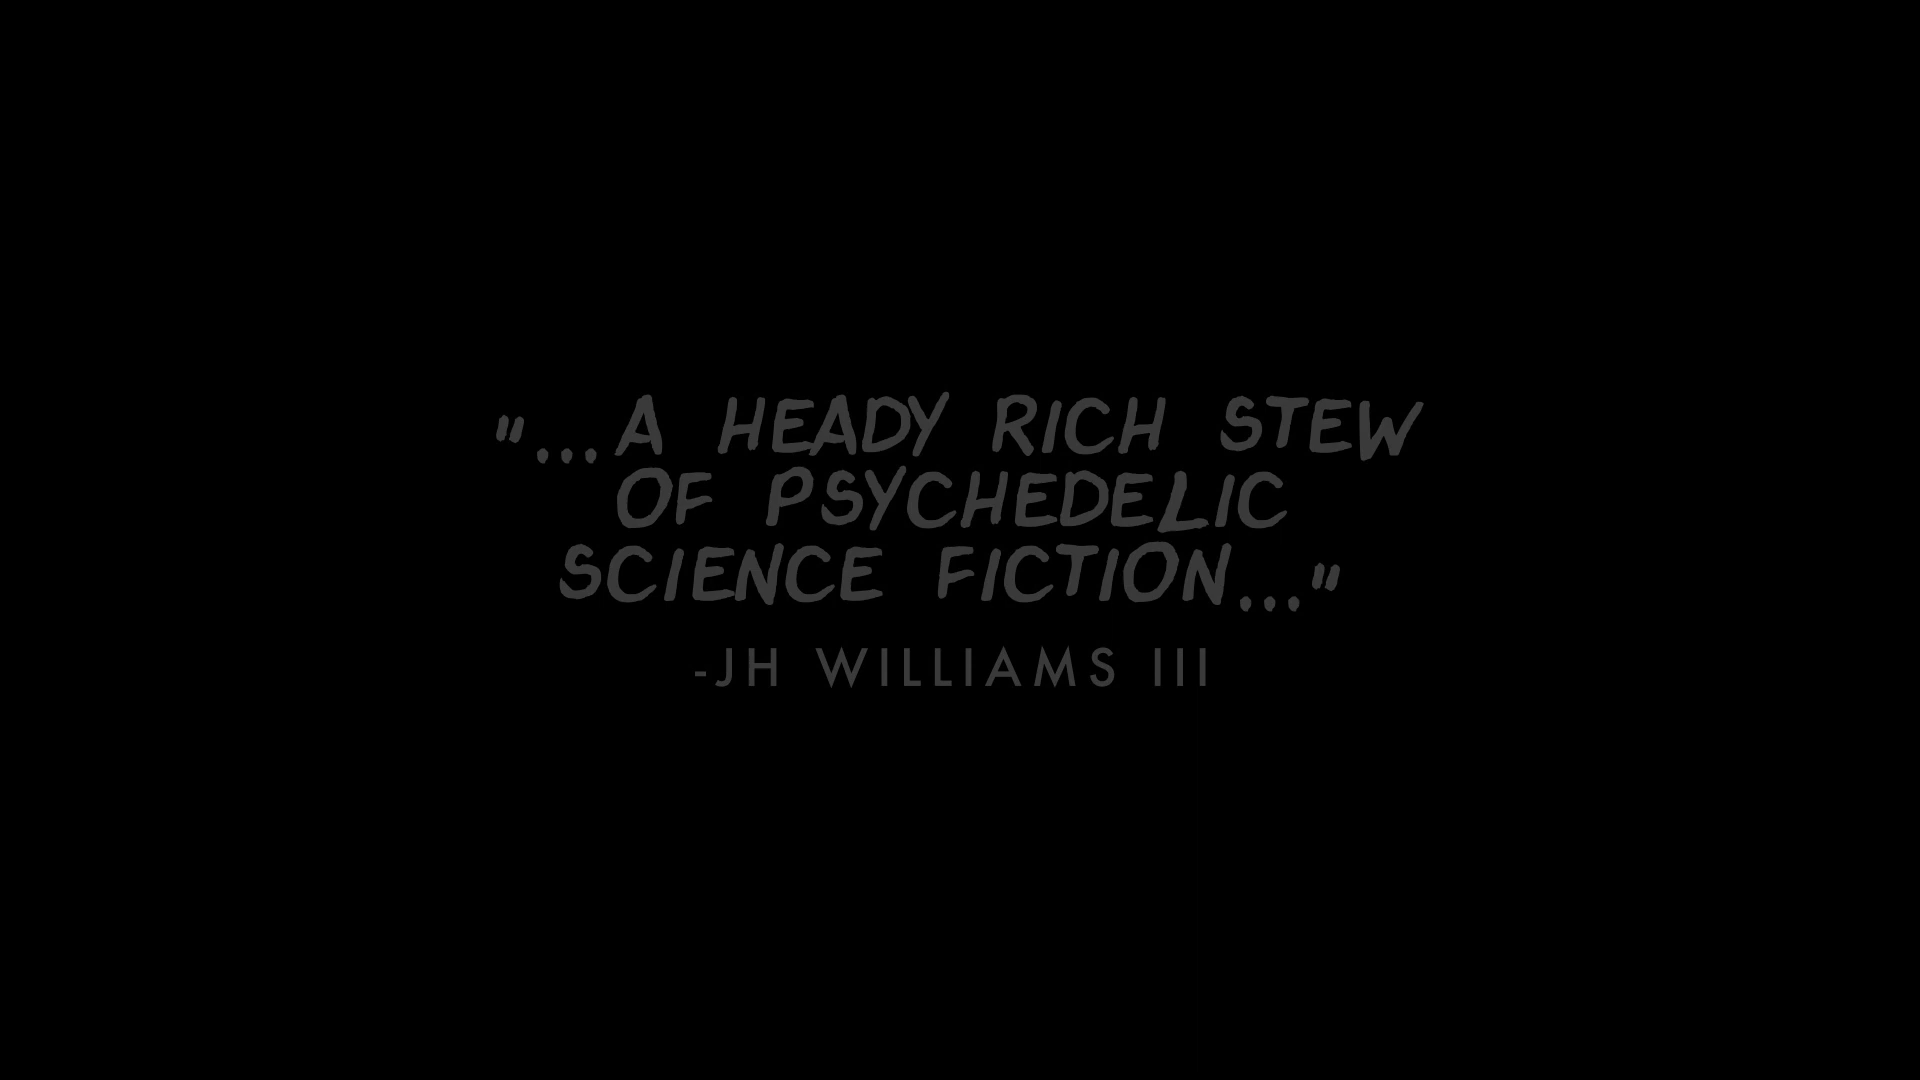 "...A HEADY RICH STEW
OF PSYCHEDELIC
SCIENCE FICTION..."
-JH WILLIAMS III